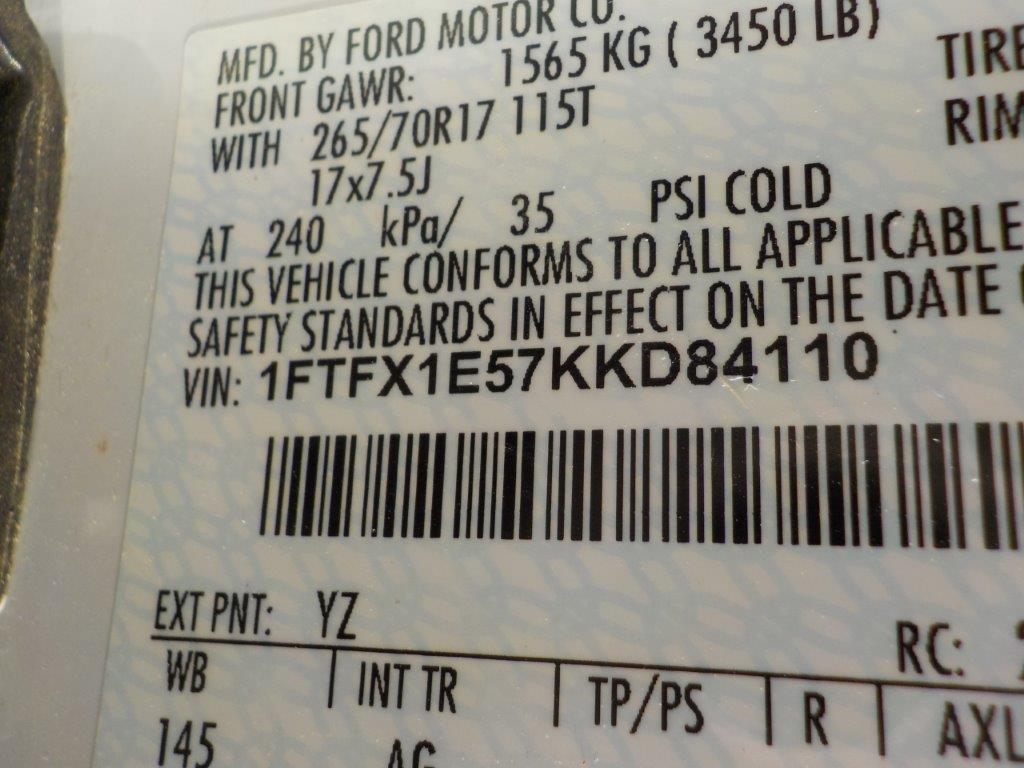 MFD. BY FORD MOTOR CO.
FRONT GAWR: 1565 KG ( 3450 LB)
WITH 265/70R17 115T
17x7.5J
AT 240 kPa/ 35 PSI COLD
TIRE
RIM
THIS VEHICLE CONFORMS TO ALL APPLICABLE
SAFETY STANDARDS IN EFFECT ON THE DATE
VIN: 1FTFX1E57KKD84110
EXT PNT: YZ RC:
WB INT TR TP/PS R AXL
145 AG